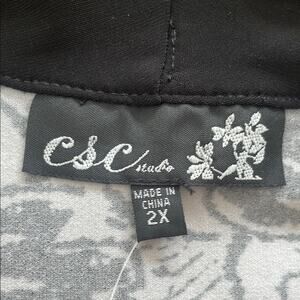 csc studio
MADE IN
CHINA
2X